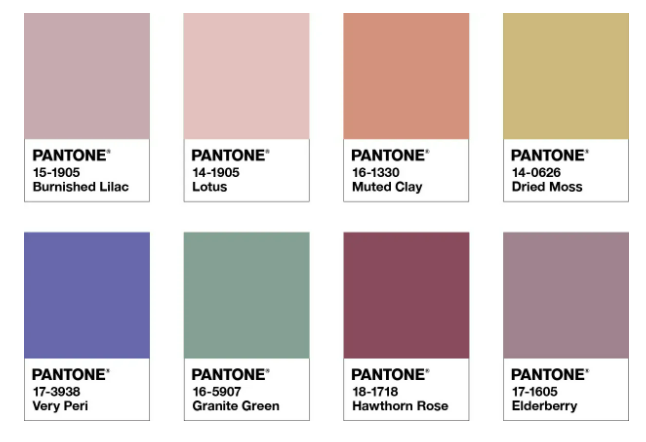 PANTONE®
15-1905
Burnished Lilac
PANTONE®
14-1905
Lotus
PANTONE®
16-1330
Muted Clay
PANTONE®
14-0626
Dried Moss
PANTONE®
17-3938
Very Peri
PANTONE®
16-5907
Granite Green
PANTONE®
18-1718
Hawthorn Rose
PANTONE®
17-1605
Elderberry